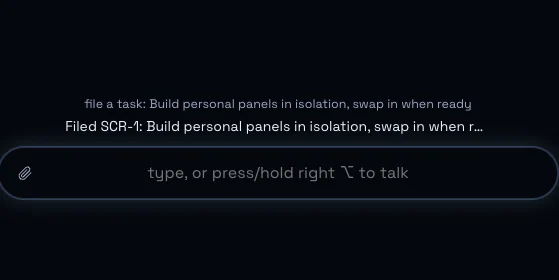 file a task: Build personal panels in isolation, swap in when ready
Filed SCR-1: Build personal panels in isolation, swap in when r...
type, or press/hold right ⌥ to talk